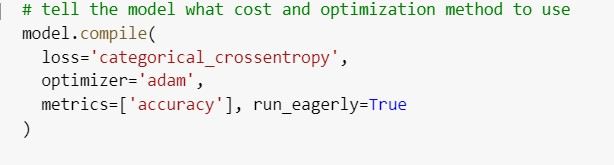 # tell the model what cost and optimization method to use
model.compile(
  loss='categorical_crossentropy',
  optimizer='adam',
  metrics=['accuracy'], run_eagerly=True
)